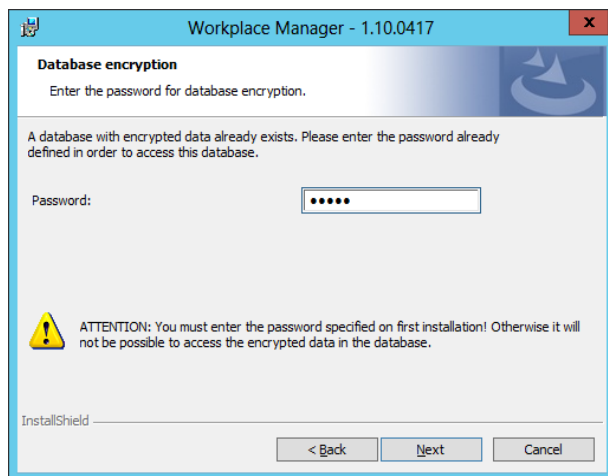 Workplace Manager - 1.10.0417
x
Database encryption
Enter the password for database encryption.
A database with encrypted data already exists. Please enter the password already
defined in order to access this database.
Password:
•••••
ATTENTION: You must enter the password specified on first installation! Otherwise it will
not be possible to access the encrypted data in the database.
InstallShield
< Back
Next
Cancel